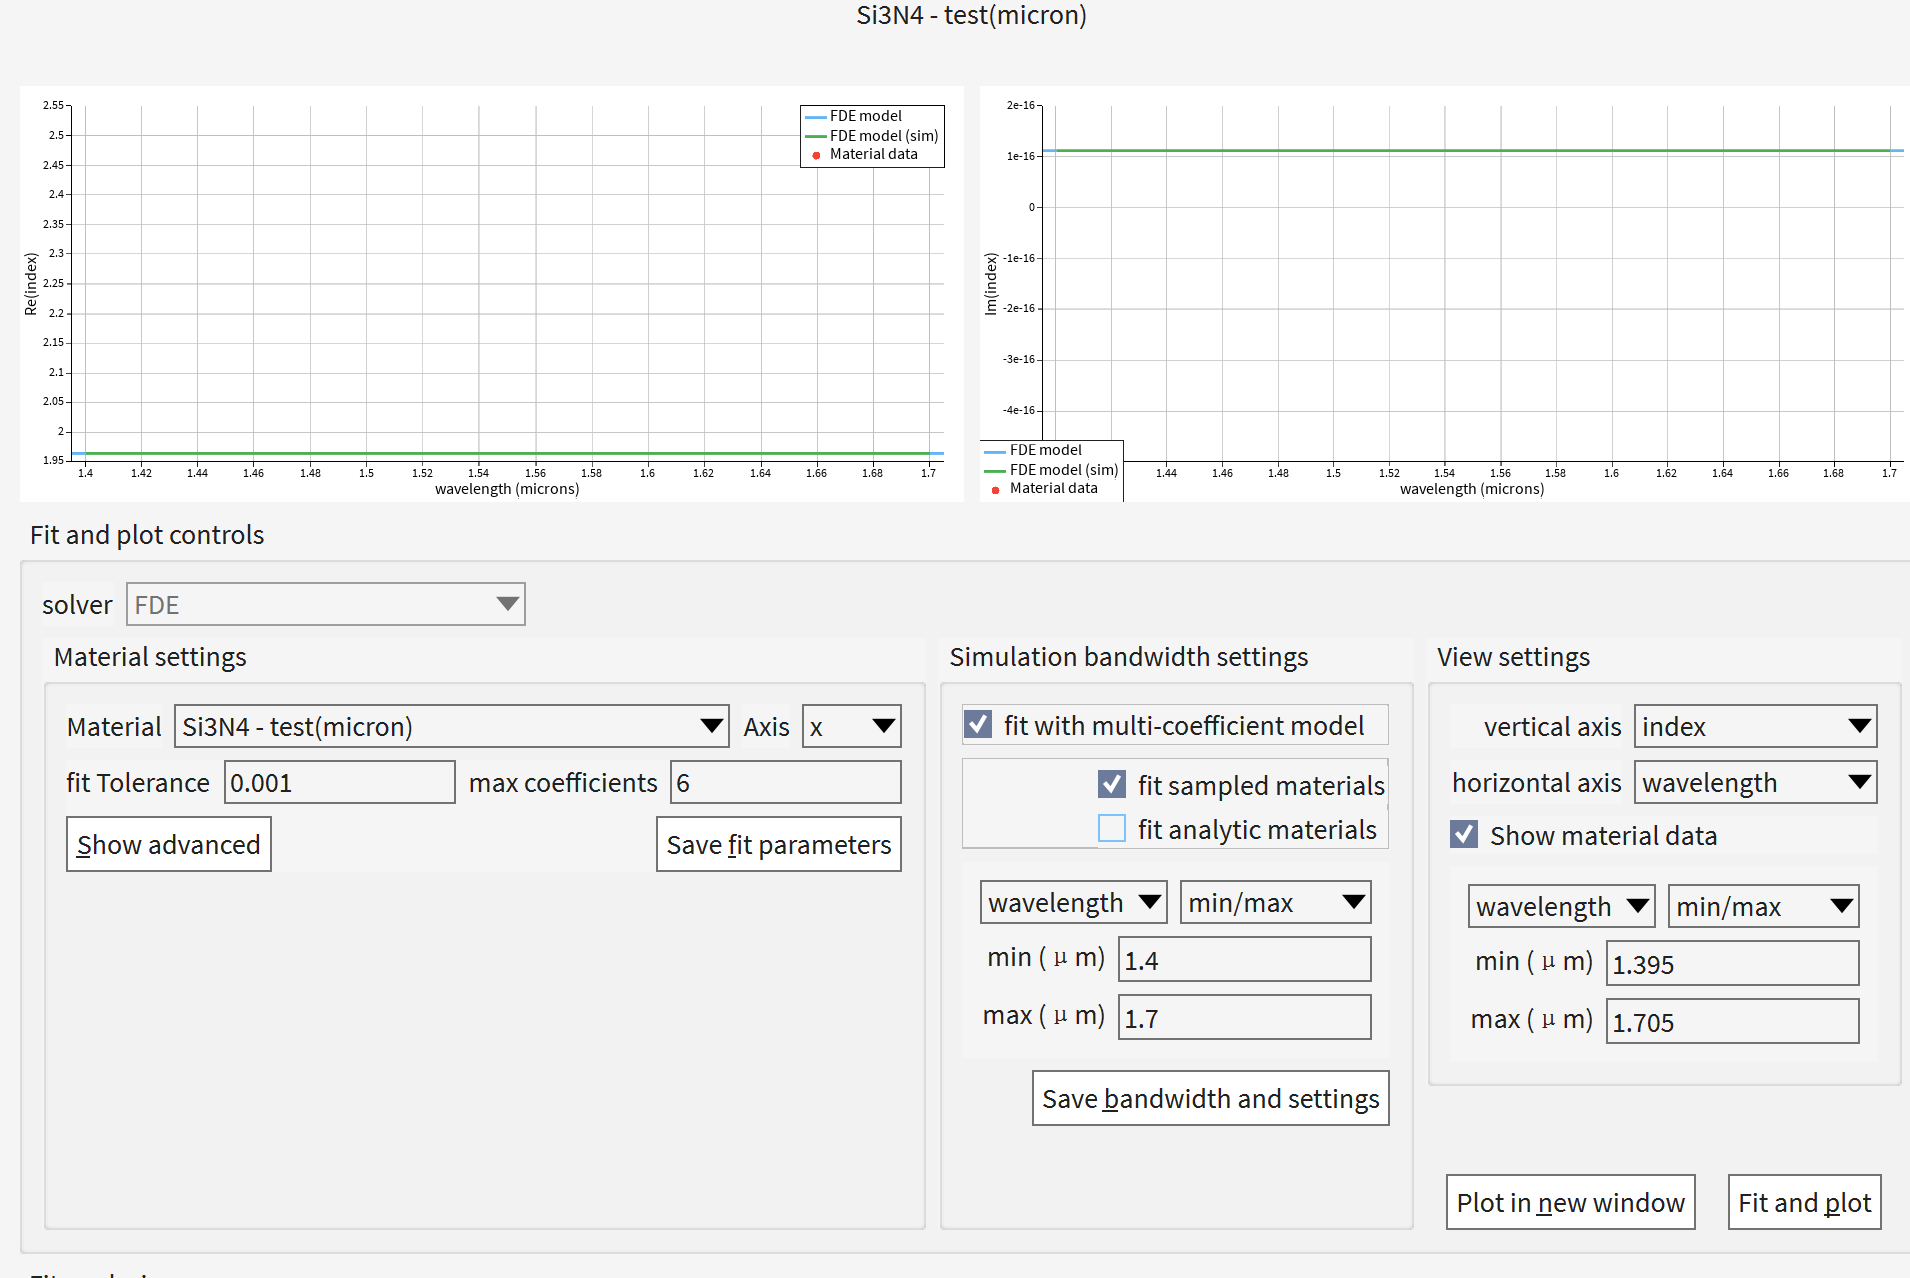 Si3N4 - test(micron)
2.55
2.5
2.45
2.4
2.35
2.3
2.25
2.2
2.15
2.1
2.05
2
1.95
Re(index)
1.4 1.42 1.44 1.46 1.48 1.5 1.52 1.54 1.56 1.58 1.6 1.62 1.64 1.66 1.68 1.7
wavelength (microns)
FDE model
FDE model (sim)
Material data
2e-16
1e-16
0
-1e-16
-2e-16
-3e-16
-4e-16
Im(index)
1.44 1.46 1.48 1.5 1.52 1.54 1.56 1.58 1.6 1.62 1.64 1.66 1.68 1.7
wavelength (microns)
FDE model
FDE model (sim)
Material data
Fit and plot controls
solver FDE
Material settings
Material Si3N4 - test(micron) Axis x
fit Tolerance 0.001 max coefficients 6
Show advanced Save fit parameters
Simulation bandwidth settings
fit with multi-coefficient model
fit sampled materials
fit analytic materials
wavelength min/max
min ( μ m) 1.4
max ( μ m) 1.7
Save bandwidth and settings
View settings
vertical axis index
horizontal axis wavelength
Show material data
wavelength min/max
min ( μ m) 1.395
max ( μ m) 1.705
Plot in new window Fit and plot